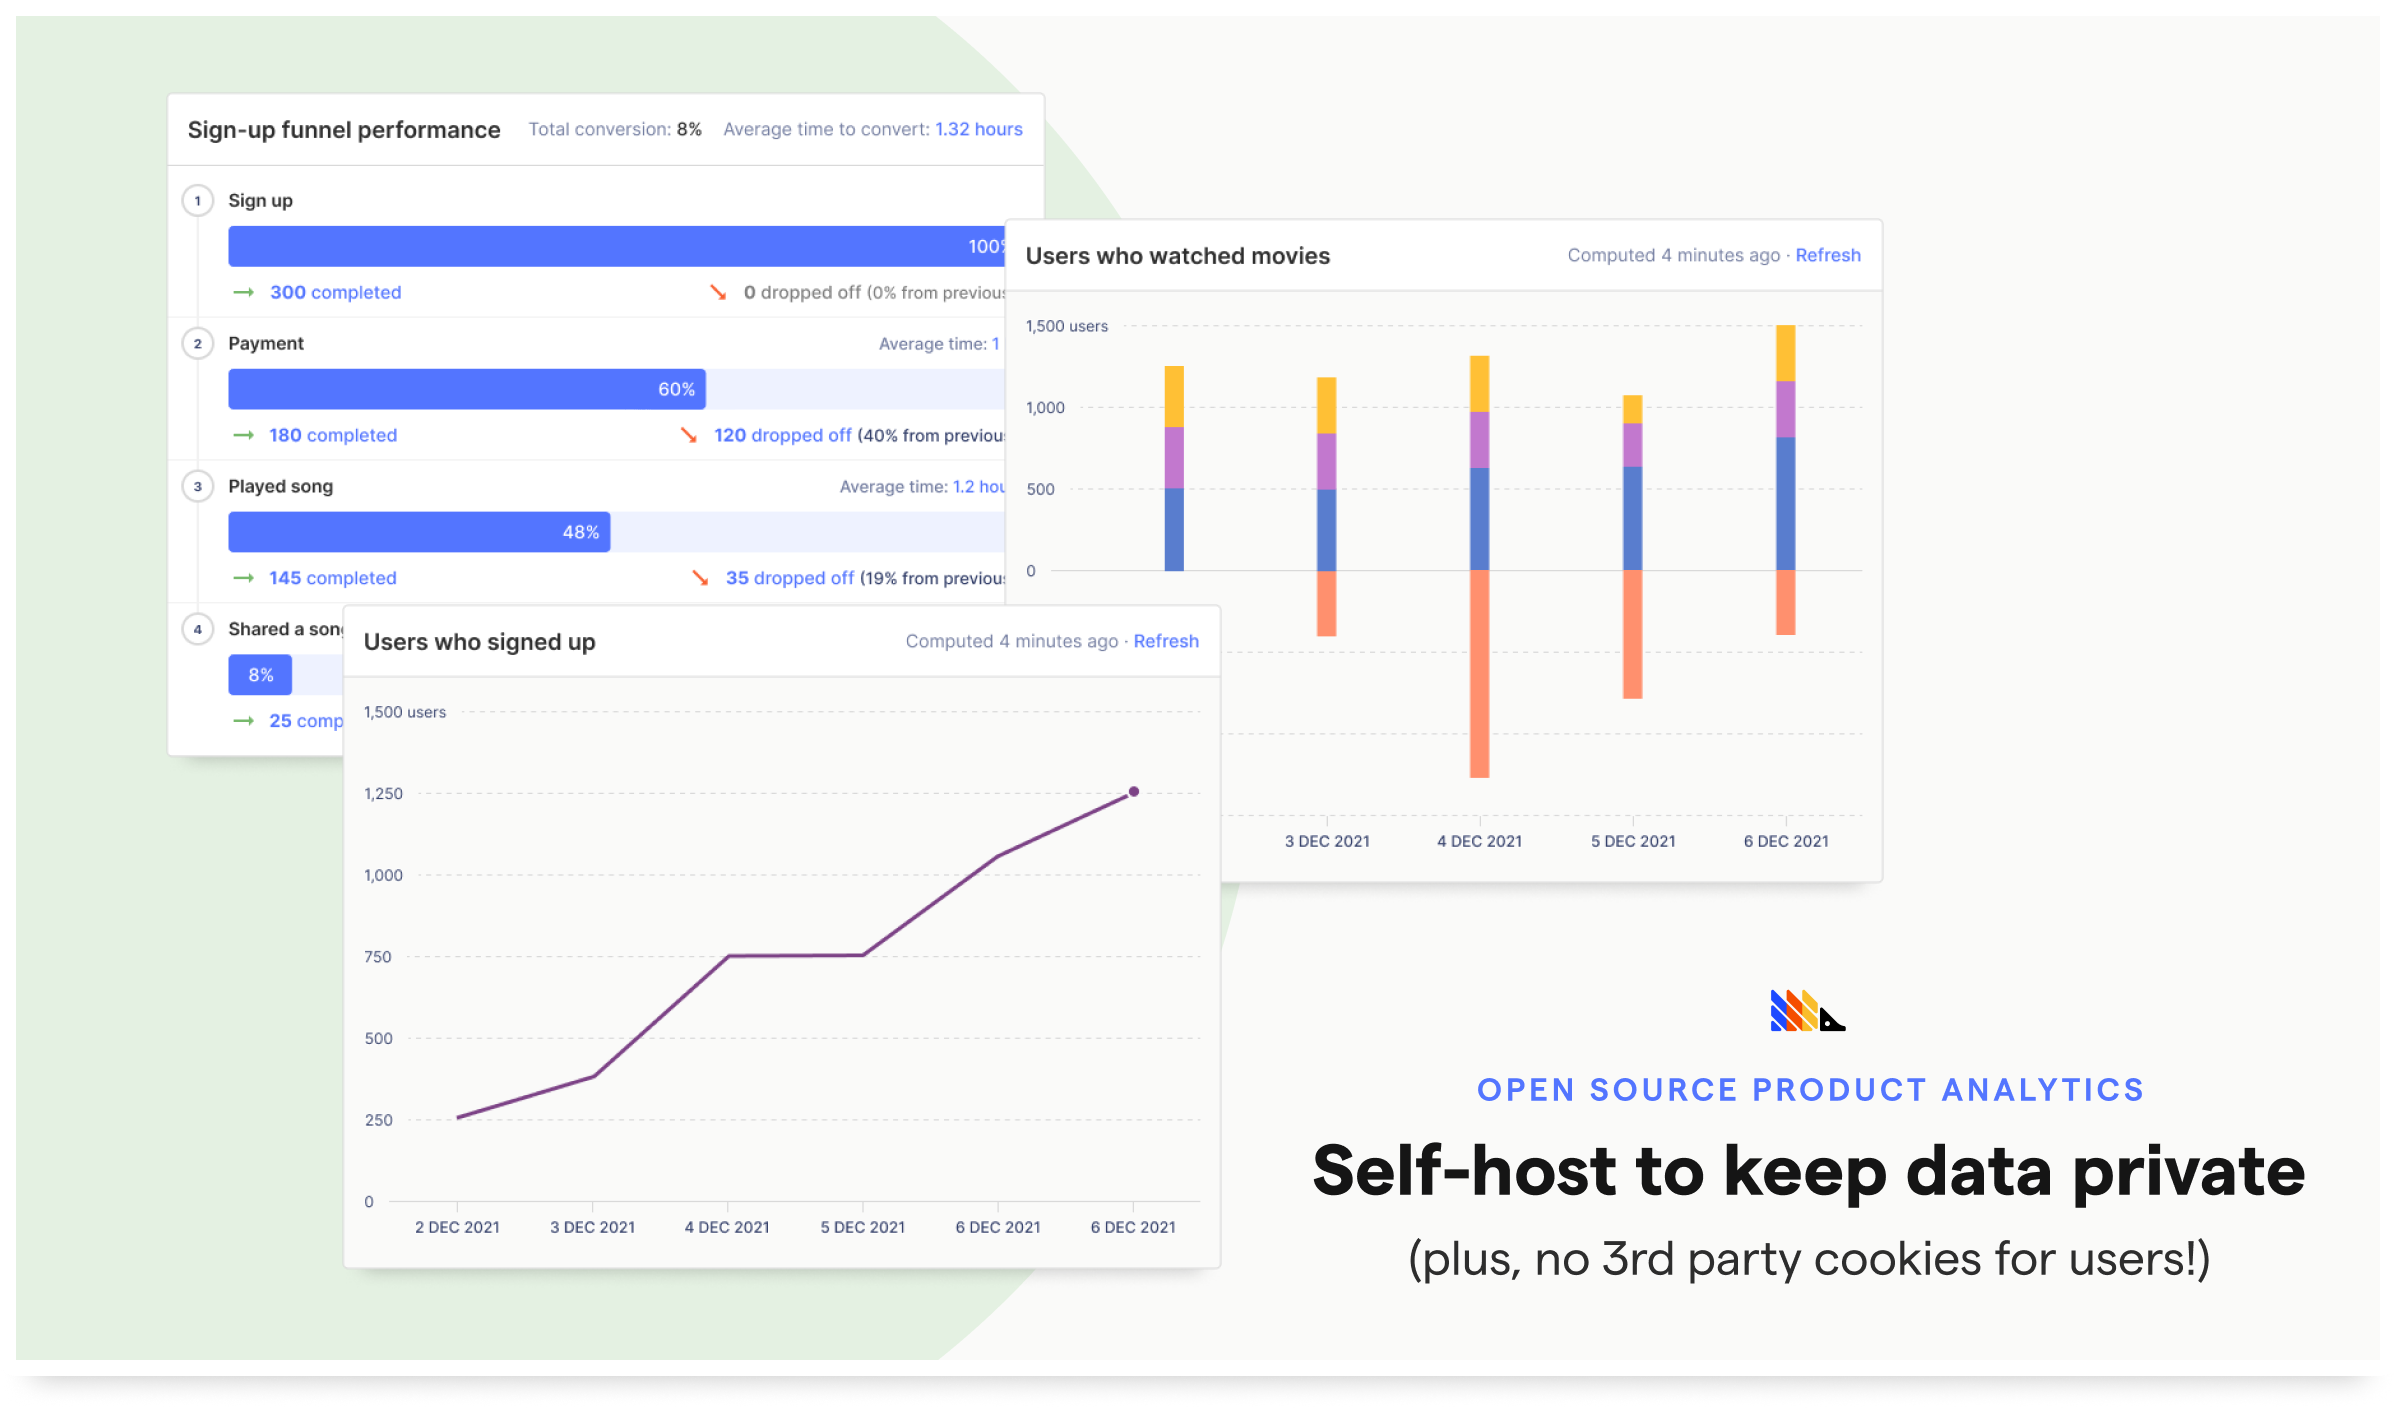 Sign-up funnel performance Total conversion: 8% Average time to convert: 1.32 hours
1 Sign up
100%
300 completed 0 dropped off (0% from previous
2 Payment Average time: 1
60%
180 completed 120 dropped off (40% from previous
3 Played song Average time: 1.2 hou
48%
145 completed 35 dropped off (19% from previous
4 Shared a song
8%
25 comp
Users who watched movies Computed 4 minutes ago · Refresh
1,500 users
1,000
500
0
3 DEC 2021 4 DEC 2021 5 DEC 2021 6 DEC 2021
Users who signed up Computed 4 minutes ago · Refresh
1,500 users
1,250
1,000
750
500
250
0
2 DEC 2021 3 DEC 2021 4 DEC 2021 5 DEC 2021 6 DEC 2021 6 DEC 2021
OPEN SOURCE PRODUCT ANALYTICS
Self-host to keep data private
(plus, no 3rd party cookies for users!)